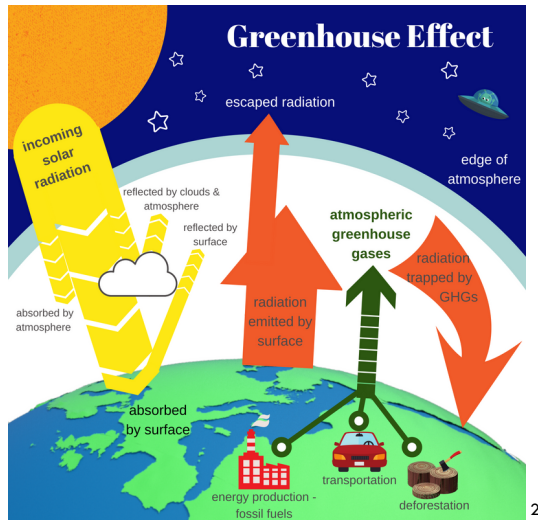 Greenhouse Effect
escaped radiation
incoming
solar
radiation
edge of
atmosphere
reflected by clouds &
atmosphere
reflected by
surface
atmospheric
greenhouse
gases
radiation
trapped by
GHGs
absorbed by
atmosphere
radiation
emitted by
surface
absorbed
by surface
transportation
energy production -
fossil fuels
deforestation
2